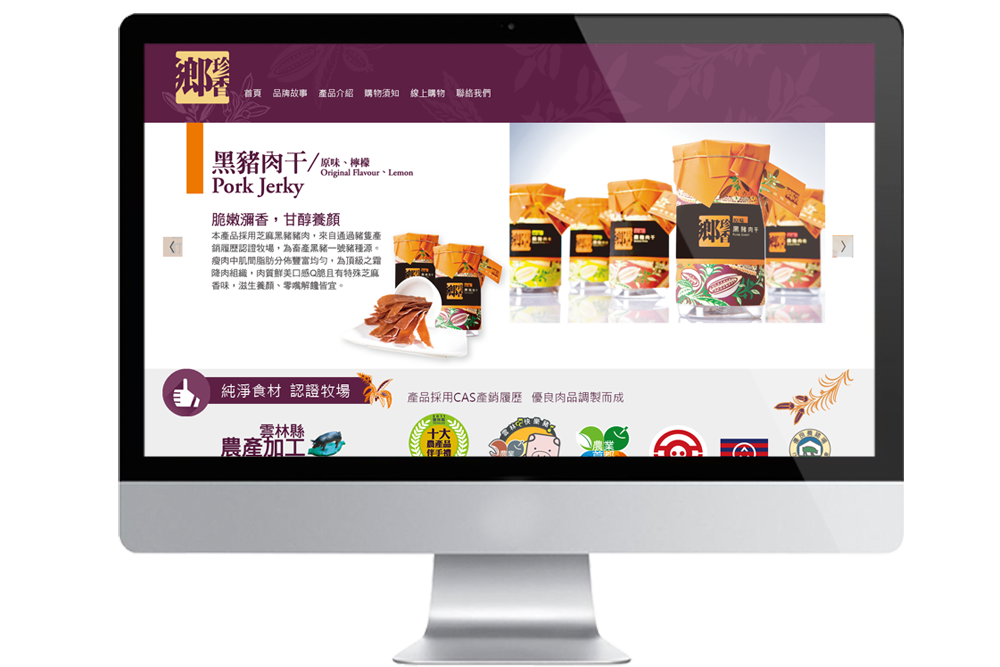 鄉珍香
首頁 品牌故事 產品介紹 購物須知 線上購物 聯絡我們
黑豬肉干/原味、檸檬
Original Flavour、Lemon
Pork Jerky
脆嫩瀰香，甘醇養顏
本產品採用芝麻黑豬豬肉，來自通過豬隻產
銷履歷認證牧場，為畜產黑豬一號豬種源。
瘦肉中肌間脂肪分佈豐富均勻，為頂級之霜
降肉組織，肉質鮮美口感Q脆且有特殊芝麻
香味，滋生養顏、零嘴解饞皆宜。
鄉珍香
黑豬肉干
純淨食材 認證牧場
產品採用CAS產銷履歷 優良肉品調製而成
雲林縣
農產加工
十大
農產品
伴手禮
農業